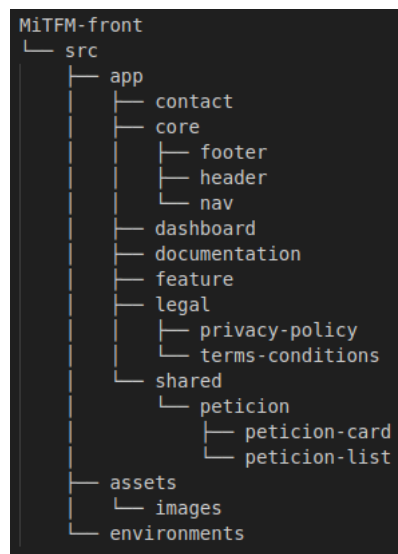 MiTFM-front
└── src
    ├── app
    │   ├── contact
    │   ├── core
    │   │   ├── footer
    │   │   ├── header
    │   │   └── nav
    │   ├── dashboard
    │   ├── documentation
    │   ├── feature
    │   ├── legal
    │   │   ├── privacy-policy
    │   │   └── terms-conditions
    │   └── shared
    │       └── peticion
    │           ├── peticion-card
    │           └── peticion-list
    ├── assets
    │   └── images
    └── environments